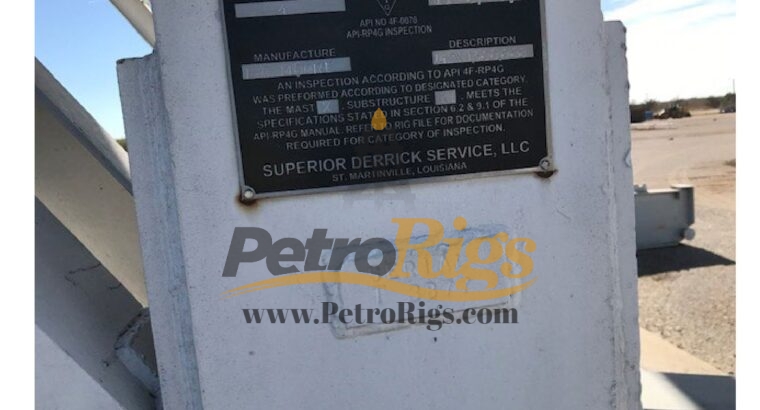 API NO 4F-0078
API-RP4G INSPECTION
MANUFACTURE
DESCRIPTION
AN INSPECTION ACCORDING TO API 4F-RP4G
WAS PREFORMED ACCORDING TO DESIGNATED CATEGORY.
THE MAST , SUBSTRUCTURE , MEETS THE
SPECIFICATIONS STATED IN SECTION 6.2 & 9.1 OF THE
API-RP4G MANUAL. REFER TO RIG FILE FOR DOCUMENTATION
REQUIRED FOR CATEGORY OF INSPECTION.
SUPERIOR DERRICK SERVICE, LLC
ST. MARTINVILLE, LOUISIANA
PetroRigs
www.PetroRigs.com